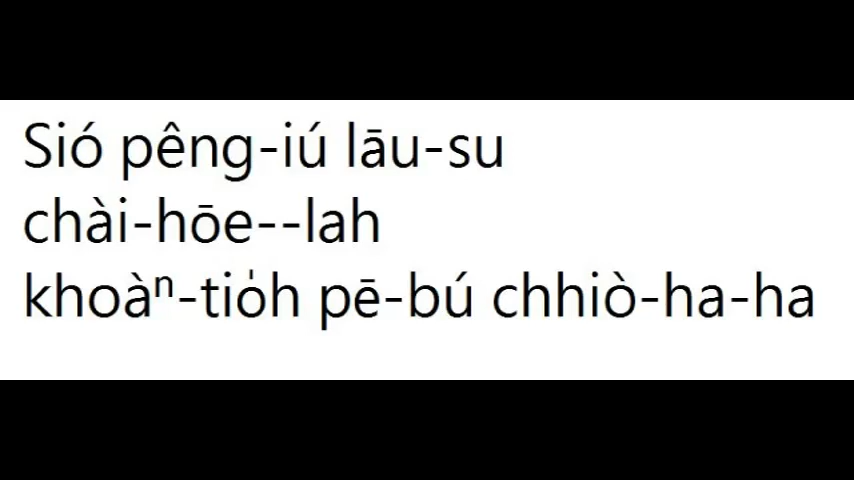 Sió pêng-iú lāu-su
chài-hōe--lah
khoàⁿ-tio̍h pē-bú chhiò-ha-ha